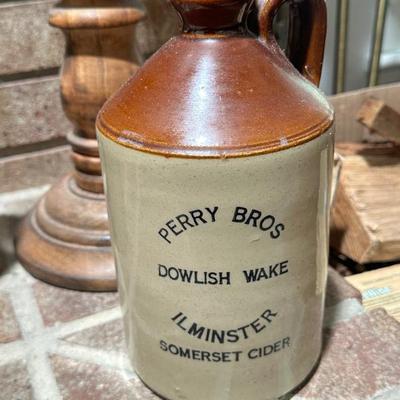 PERRY BROS
DOWLISH WAKE
ILMINSTER
SOMERSET CIDER